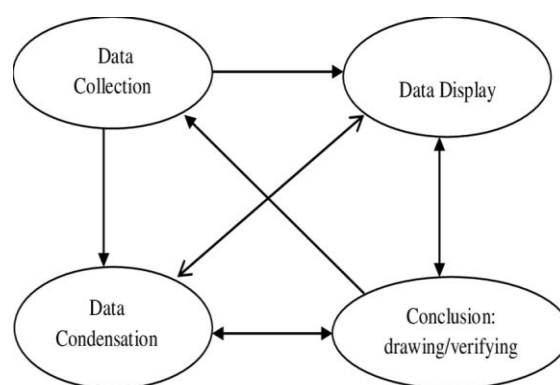 Data
Collection
Data Display
Data
Condensation
Conclusion:
drawing/verifying